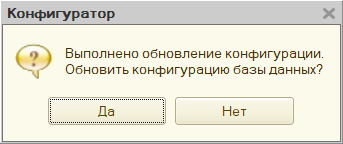 Конфигуратор
Выполнено обновление конфигурации.
Обновить конфигурацию базы данных?
Да
Нет